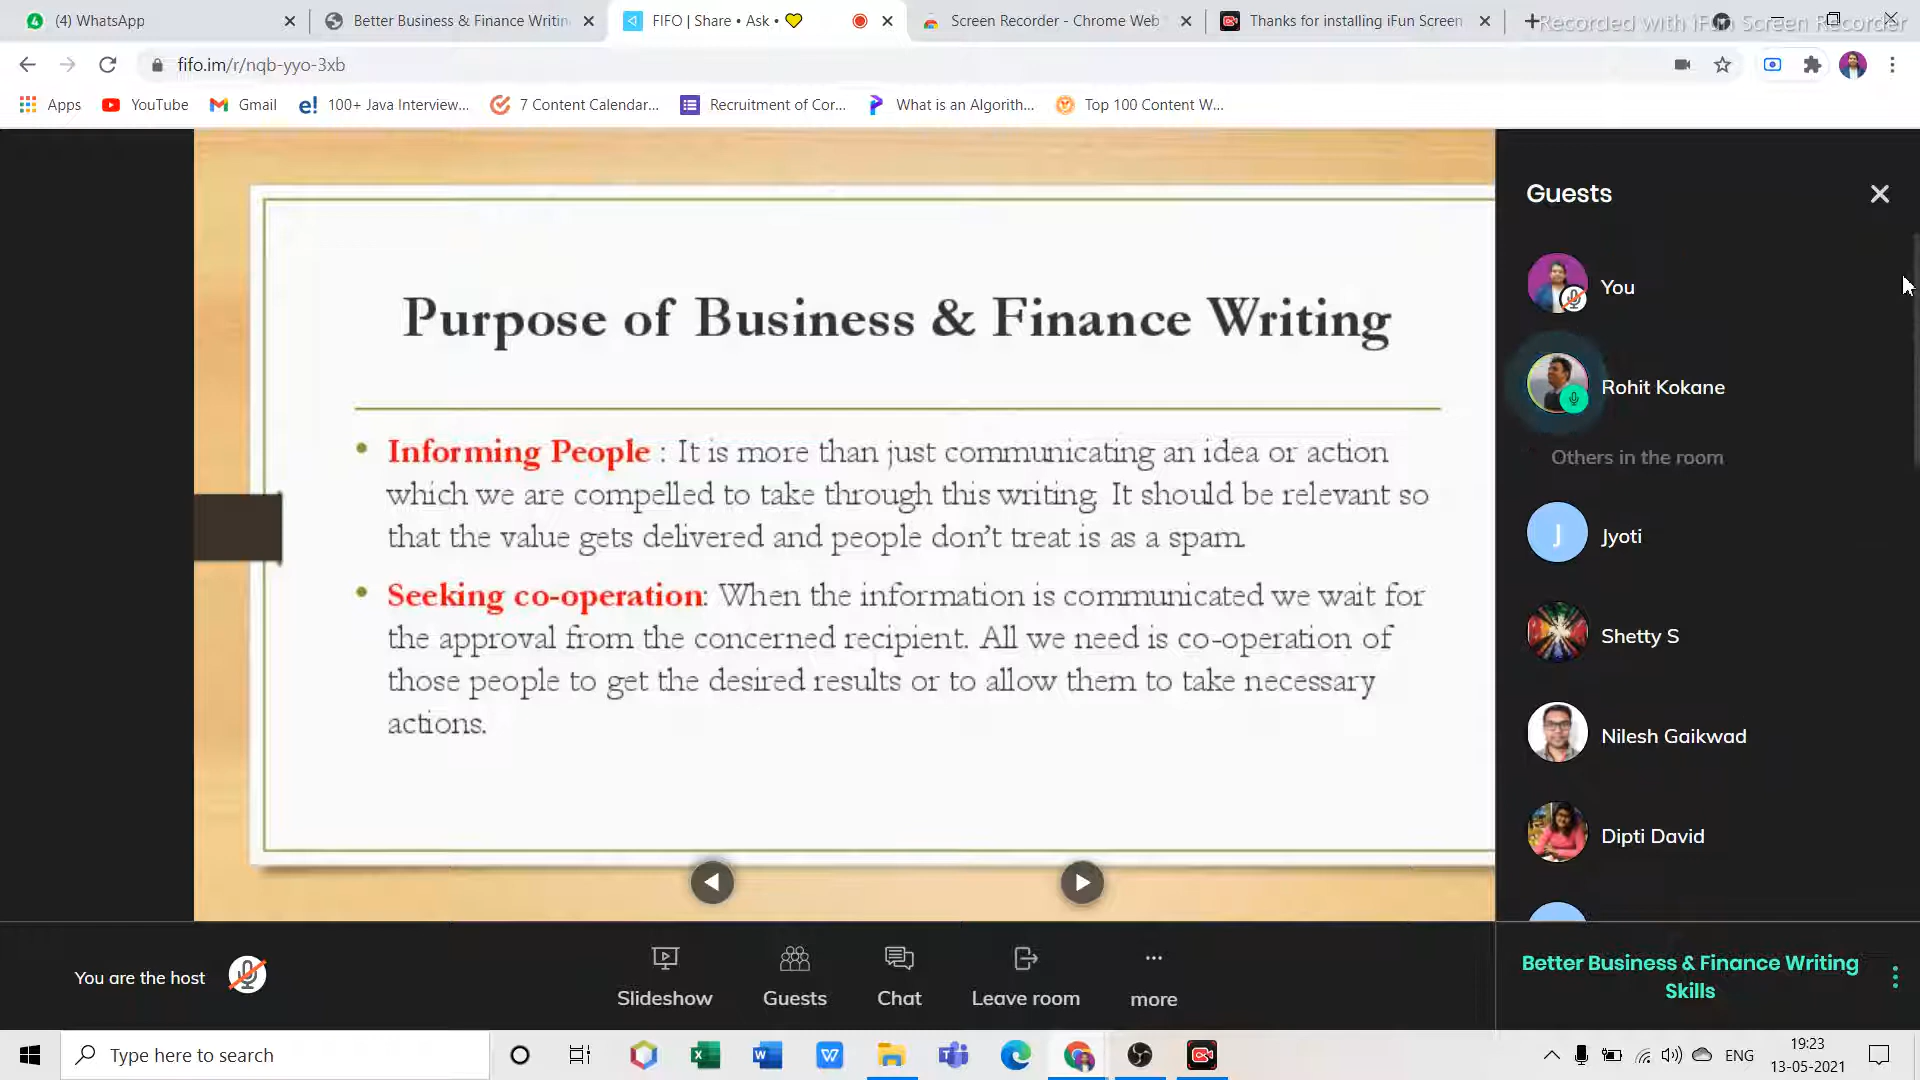 (4) WhatsApp
Better Business & Finance Writin
FIFO | Share • Ask • 💛
Screen Recorder - Chrome Web
Thanks for installing iFun Screen
Recorded with iFun Screen Recorder
fifo.im/r/nqb-yyo-3xb
Apps
YouTube
Gmail
100+ Java Interview...
7 Content Calendar...
Recruitment of Cor...
What is an Algorith...
Top 100 Content W...
Purpose of Business & Finance Writing
• Informing People : It is more than just communicating an idea or action
which we are compelled to take through this writing. It should be relevant so
that the value gets delivered and people don't treat is as a spam.
• Seeking co-operation: When the information is communicated we wait for
the approval from the concerned recipient. All we need is co-operation of
those people to get the desired results or to allow them to take necessary
actions.
Guests
You
Rohit Kokane
Others in the room
J
Jyoti
Shetty S
Nilesh Gaikwad
Dipti David
You are the host
Slideshow
Guests
Chat
Leave room
more
Better Business & Finance Writing
Skills
Type here to search
ENG
19:23
13-05-2021